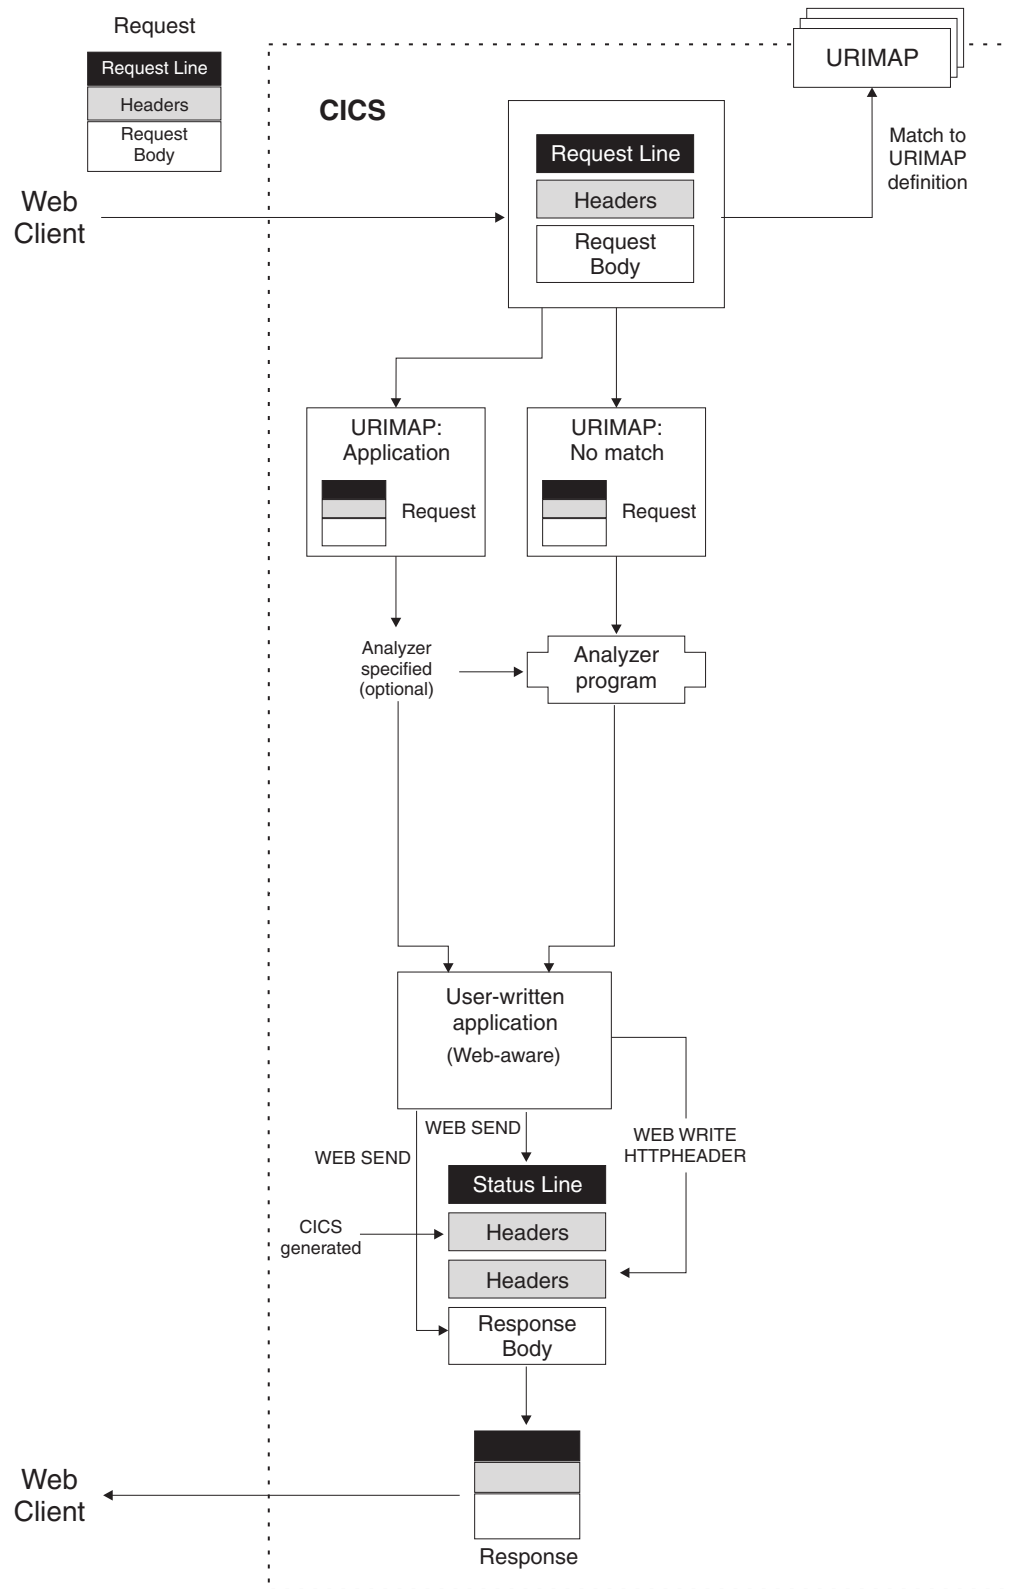 Request
Request Line
Headers
Request
Body
Web
Client
CICS
URIMAP
Match to
URIMAP
definition
Request Line
Headers
Request
Body
URIMAP:
Application
Request
URIMAP:
No match
Request
Analyzer
specified
(optional)
Analyzer
program
User-written
application
(Web-aware)
WEB SEND
WEB SEND
WEB WRITE
HTTPHEADER
Status Line
CICS
generated
Headers
Headers
Response
Body
Web
Client
Response